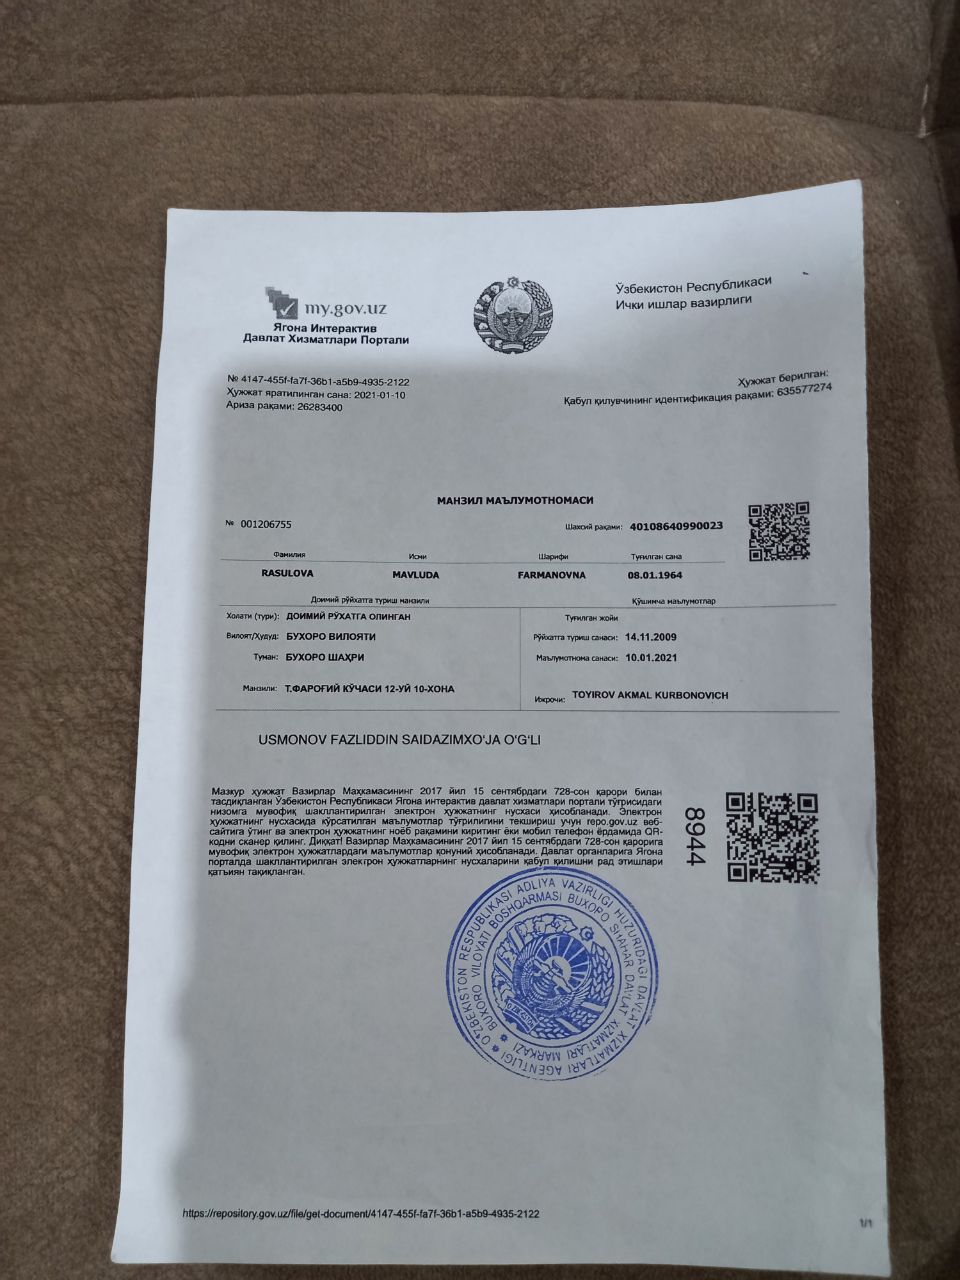 my.gov.uz
Ягона Интерактив
Давлат Хизматлари Портали
Ўзбекистон Республикаси
Ички ишлар вазирлиги
№ 4147-455f-fa7f-36b1-a5b9-4935-2122
Ҳужжат яратилинган сана: 2021-01-10
Ариза рақами: 26283400
Ҳужжат берилган:
Қабул қилувчининг идентификация рақами: 635577274
МАНЗИЛ МАЪЛУМОТНОМАСИ
№ 001206755
Шахсий рақами: 40108640990023
Фамилия Исми Шарифи Туғилган сана
RASULOVA MAVLUDA FARMANOVNA 08.01.1964
Доимий рўйхатга туриш манзили
Қўшимча маълумотлар
Холати (тури): ДОИМИЙ РЎХАТГА ОЛИНГАН
Вилоят/Ҳудуд: БУХОРО ВИЛОЯТИ
Туман: БУХОРО ШАҲРИ
Манзили: Т.ФАРОҒИЙ КЎЧАСИ 12-УЙ 10-ХОНА
Туғилган жойи
Рўйхатга туриш санаси: 14.11.2009
Маълумотнома санаси: 10.01.2021
Ижрочи: TOYIROV AKMAL KURBONOVICH
USMONOV FAZLIDDIN SAIDAZIMXO'JA O'G'LI
Мазкур ҳужжат Вазирлар Маҳкамасининг 2017 йил 15 сентябрдаги 728-сон қарори билан
тасдиқланган Ўзбекистон Республикаси Ягона интерактив давлат хизматлари портали тўғрисидаги
низомга мувофиқ шакллантирилган электрон ҳужжатнинг нусхаси ҳисобланади. Электрон
ҳужжатнинг нусхасида кўрсатилган маълумотлар тўғрилигини текшириш учун repo.gov.uz веб-
сайтига ўтинг ва электрон ҳужжатнинг ноёб рақамини киритинг ёки мобил телефон ёрдамида QR-
кодни сканер қилинг. Диққат! Вазирлар Маҳкамасининг 2017 йил 15 сентябрдаги 728-сон қарорига
мувофиқ электрон ҳужжатлардаги маълумотлар қонуний ҳисобланади. Давлат органларига Ягона
порталда шакллантирилган электрон ҳужжатларнинг нусхаларини қабул қилишни рад этишлари
қатъиян тақиқланган.
8944
O'ZBEKISTON RESPUBLIKASI ADLIYA VAZIRLIGI HUZURIDAGI DAVLAT XIZMATLARI AGENTLIGI
BUXORO VILOYATI BOSHQARMASI BUXORO SHAHAR DAVLAT XIZMATLARI MARKAZI
https://repository.gov.uz/file/get-document/4147-455f-fa7f-36b1-a5b9-4935-2122
1/1